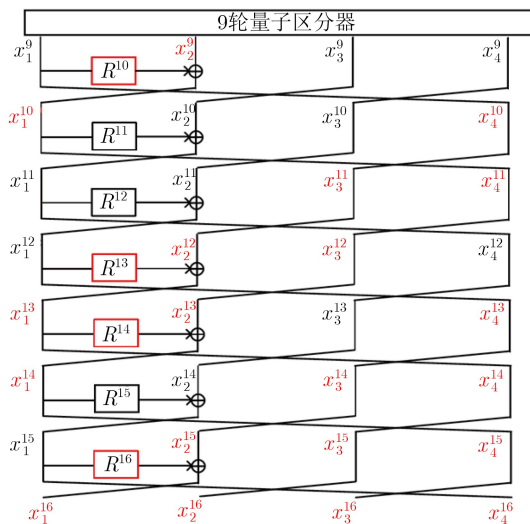 9轮量子区分器
x_1^9 x_2^9 x_3^9 x_4^9
R^{10}
x_1^{10} x_2^{10} x_3^{10} x_4^{10}
R^{11}
x_1^{11} x_2^{11} x_3^{11} x_4^{11}
R^{12}
x_1^{12} x_2^{12} x_3^{12} x_4^{12}
R^{13}
x_1^{13} x_2^{13} x_3^{13} x_4^{13}
R^{14}
x_1^{14} x_2^{14} x_3^{14} x_4^{14}
R^{15}
x_1^{15} x_2^{15} x_3^{15} x_4^{15}
R^{16}
x_1^{16} x_2^{16} x_3^{16} x_4^{16}